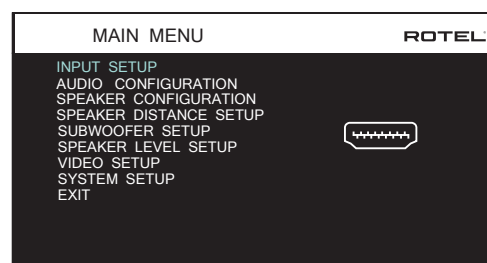 MAIN MENU
ROTEL
INPUT SETUP
AUDIO CONFIGURATION
SPEAKER CONFIGURATION
SPEAKER DISTANCE SETUP
SUBWOOFER SETUP
SPEAKER LEVEL SETUP
VIDEO SETUP
SYSTEM SETUP
EXIT